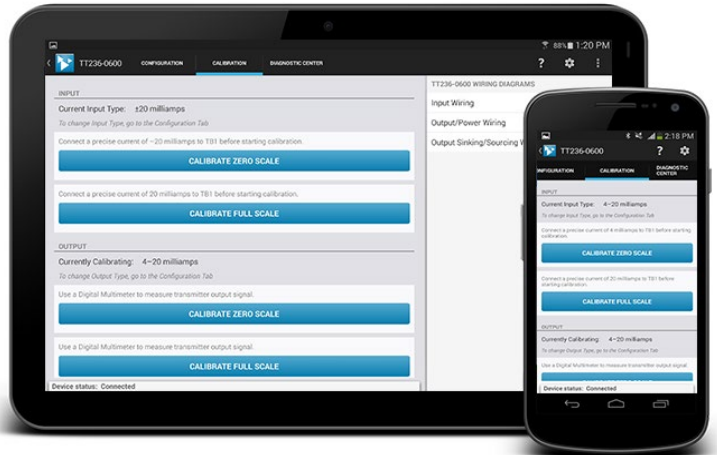 88% 1:20 PM
TT236-0600 CONFIGURATION CALIBRATION DIAGNOSTIC CENTER ?
INPUT
Current Input Type: ±20 milliamps
To change Input Type, go to the Configuration Tab
Connect a precise current of −20 milliamps to TB1 before starting calibration.
CALIBRATE ZERO SCALE
Connect a precise current of 20 milliamps to TB1 before starting calibration.
CALIBRATE FULL SCALE
OUTPUT
Currently Calibrating: 4−20 milliamps
To change Output Type, go to the Configuration Tab
Use a Digital Multimeter to measure transmitter output signal.
CALIBRATE ZERO SCALE
Use a Digital Multimeter to measure transmitter output signal.
CALIBRATE FULL SCALE
Device status: Connected
TT236-0600 WIRING DIAGRAMS
Input Wiring
Output/Power Wiring
Output Sinking/Sourcing W
2:18 PM
TT236-0600 ?
NFIGURATION CALIBRATION DIAGNOSTIC
CENTER
INPUT
Current Input Type: 4−20 milliamps
To change Input Type, go to the Configuration Tab
Connect a precise current of 4 milliamps to TB1 before starting
calibration.
CALIBRATE ZERO SCALE
Connect a precise current of 20 milliamps to TB1 before
starting calibration.
CALIBRATE FULL SCALE
OUTPUT
Currently Calibrating: 4−20 milliamps
To change Output Type, go to the Configuration Tab
Use a Digital Multimeter to measure transmitter output signal.
Device status: Connected